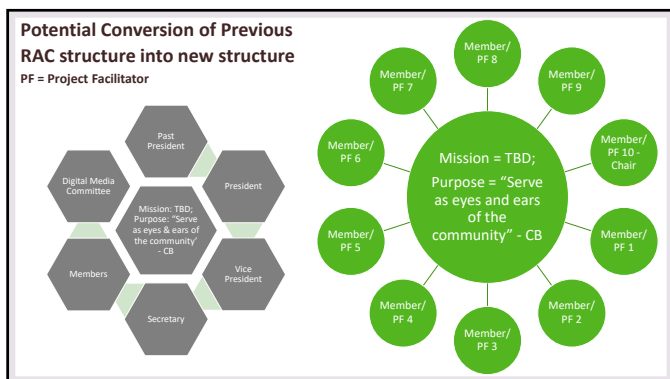 Potential Conversion of Previous
RAC structure into new structure
PF = Project Facilitator
Past
President
President
Vice
President
Secretary
Members
Digital Media
Committee
Mission: TBD;
Purpose: “Serve
as eyes & ears of
the community’
- CB
Member/
PF 8
Member/
PF 9
Member/
PF 10 -
Chair
Member/
PF 1
Member/
PF 2
Member/
PF 3
Member/
PF 4
Member/
PF 5
Member/
PF 6
Member/
PF 7
Mission = TBD;
Purpose = “Serve
as eyes and ears
of the
community” - CB